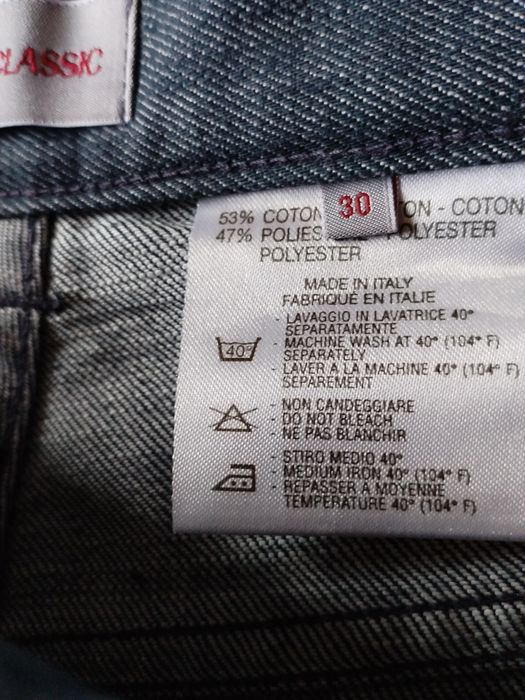 CLASSIC
30
53% COTON - COTON
47% POLYESTER
POLYESTER
MADE IN ITALY
FABRIQUÉ EN ITALIE
- LAVAGGIO IN LAVATRICE 40°
SEPARATAMENTE
40°
- MACHINE WASH AT 40° (104° F)
SEPARATELY
- LAVER A LA MACHINE 40° (104° F)
SEPAREMENT
- NON CANDEGGIARE
- DO NOT BLEACH
- NE PAS BLANCHIR
- STIRO MEDIO 40°
- MEDIUM IRON 40° (104° F)
- REPASSER A MOYENNE
TEMPERATURE 40° (104° F)